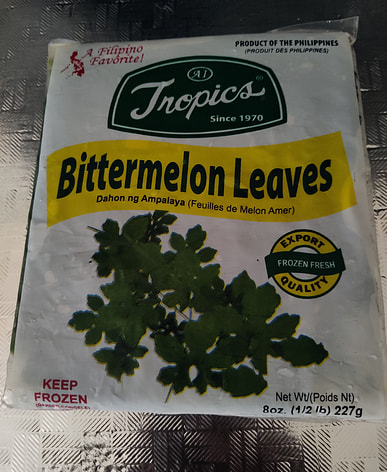 A Filipino
Favorite!
PRODUCT OF THE PHILIPPINES
(PRODUIT DES PHILIPPINES)
A1
Tropics®
Since 1970
Bittermelon Leaves
Dahon ng Ampalaya (Feuilles de Melon Amer)
EXPORT
FROZEN FRESH
QUALITY
KEEP
FROZEN
Net Wt/(Poids Nt)
8oz. (1/2 lb) 227g